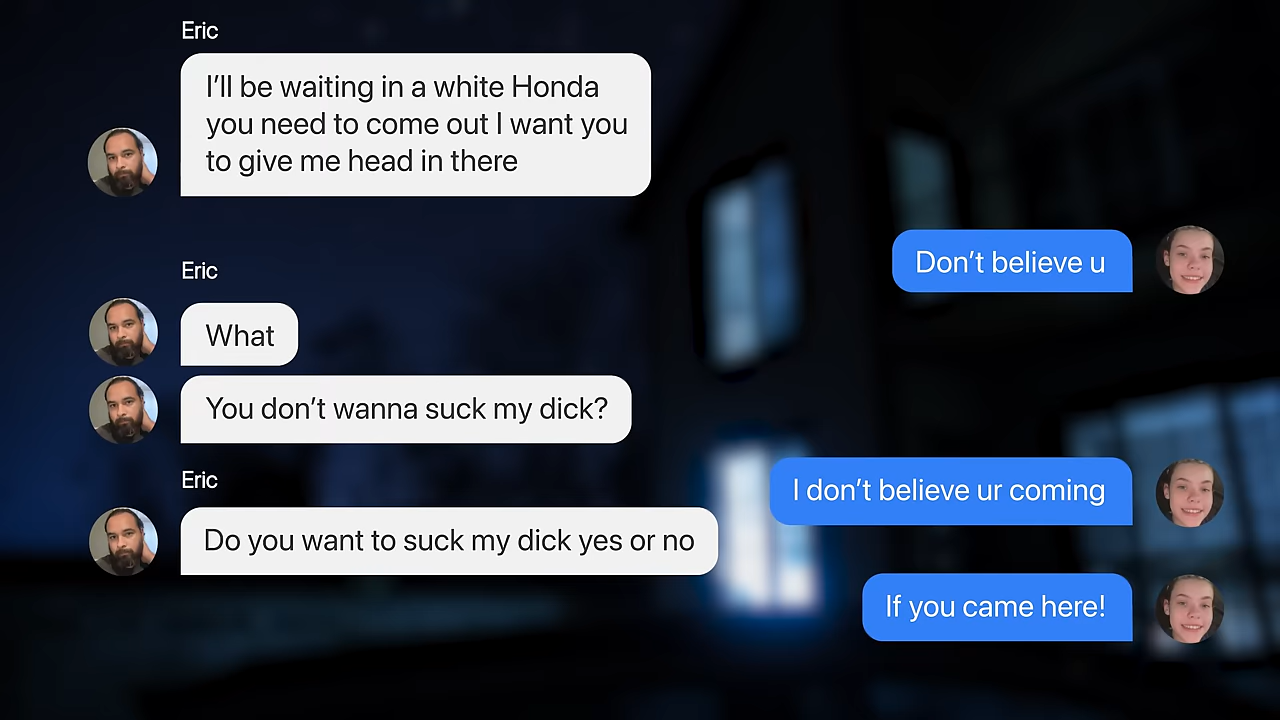 Eric
I’ll be waiting in a white Honda
you need to come out I want you
to give me head in there
Don’t believe u
Eric
What
You don’t wanna suck my dick?
I don’t believe ur coming
Eric
Do you want to suck my dick yes or no
If you came here!